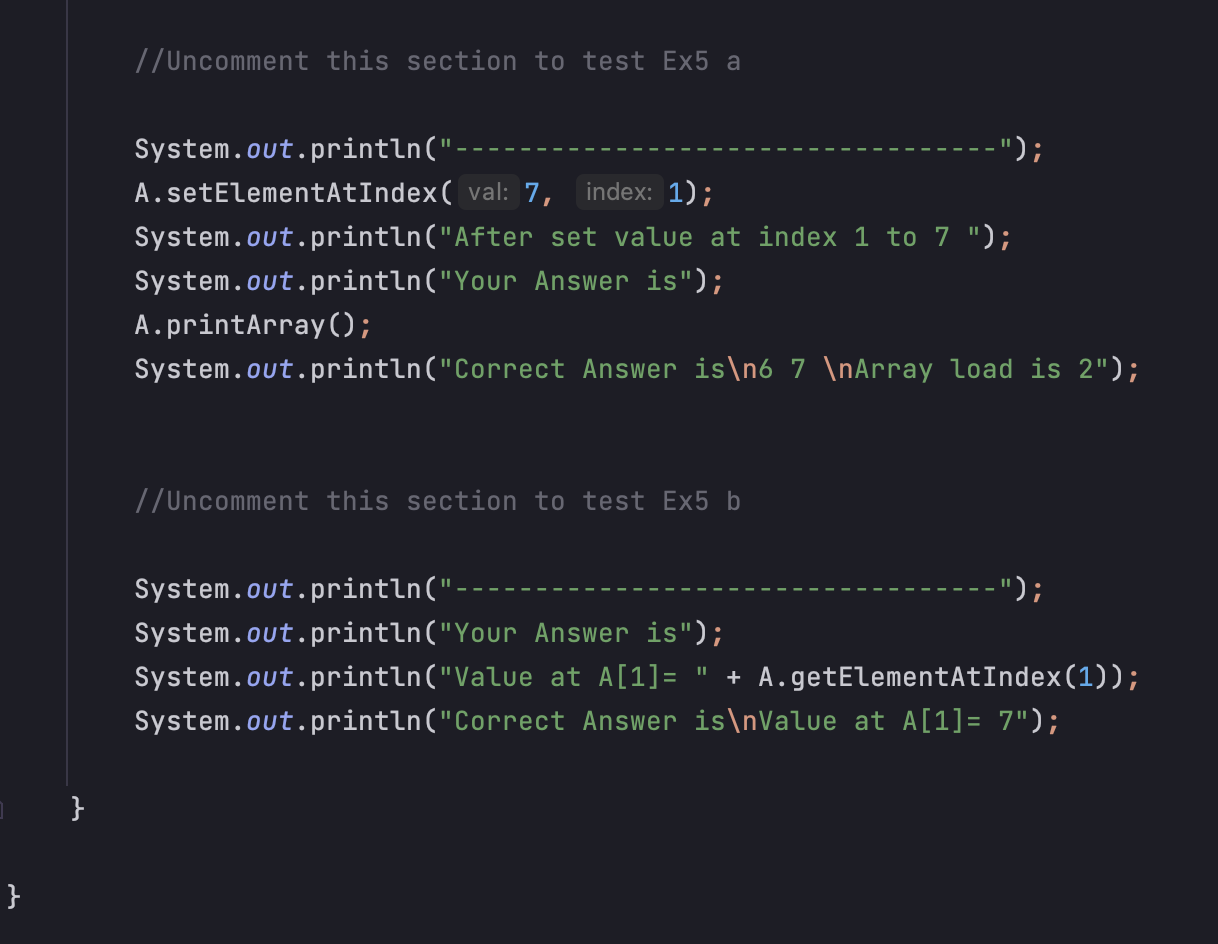 //Uncomment this section to test Ex5 a
System.out.println("----------------------------------");
A.setElementAtIndex( val: 7, index: 1);
System.out.println("After set value at index 1 to 7 ");
System.out.println("Your Answer is");
A.printArray();
System.out.println("Correct Answer is\n6 7 \nArray load is 2");
//Uncomment this section to test Ex5 b
System.out.println("----------------------------------");
System.out.println("Your Answer is");
System.out.println("Value at A[1]= " + A.getElementAtIndex(1));
System.out.println("Correct Answer is\nValue at A[1]= 7");
}
}